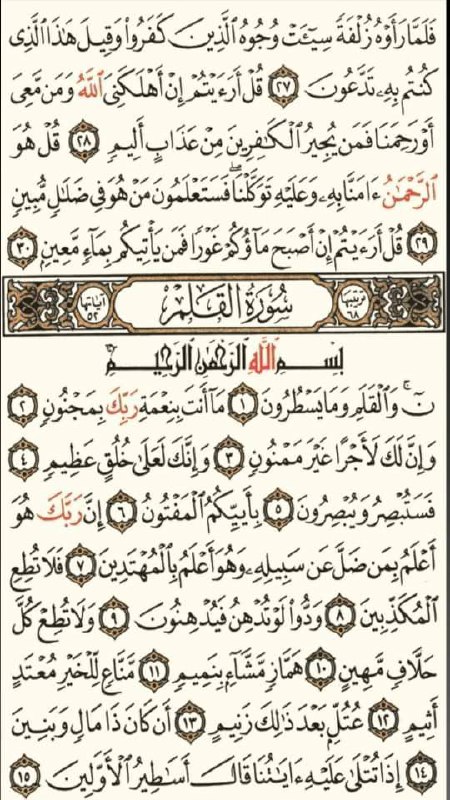 فَلَمَّا رَأَوْهُ زُلْفَةً سِيٓـَٔتْ وُجُوهُ ٱلَّذِينَ كَفَرُوا۟ وَقِيلَ هَـٰذَا ٱلَّذِى
كُنتُم بِهِۦ تَدَّعُونَ ٢٧ قُلْ أَرَءَيْتُمْ إِنْ أَهْلَكَنِىَ ٱللَّهُ وَمَن مَّعِىَ
أَوْ رَحِمَنَا فَمَن يُجِيرُ ٱلْكَـٰفِرِينَ مِنْ عَذَابٍ أَلِيمٍ ٢٨ قُلْ هُوَ
ٱلرَّحْمَـٰنُ ءَامَنَّا بِهِۦ وَعَلَيْهِ تَوَكَّلْنَا ۖ فَسَتَعْلَمُونَ مَنْ هُوَ فِى ضَلَـٰلٍ مُّبِينٍ
٢٩ قُلْ أَرَءَيْتُمْ إِنْ أَصْبَحَ مَآؤُكُمْ غَوْرًا فَمَن يَأْتِيكُم بِمَآءٍ مَّعِينٍ ٣٠
ترتيبها ٦٨ سُورَةُ ٱلْقَلَمِ آياتها ٥٢
بِسْمِ ٱللَّهِ ٱلرَّحْمَـٰنِ ٱلرَّحِيمِ
نٓ ۚ وَٱلْقَلَمِ وَمَا يَسْطُرُونَ ١ مَآ أَنتَ بِنِعْمَةِ رَبِّكَ بِمَجْنُونٍ ٢
وَإِنَّ لَكَ لَأَجْرًا غَيْرَ مَمْنُونٍ ٣ وَإِنَّكَ لَعَلَىٰ خُلُقٍ عَظِيمٍ ٤
فَسَتُبْصِرُ وَيُبْصِرُونَ ٥ بِأَييِّكُمُ ٱلْمَفْتُونُ ٦ إِنَّ رَبَّكَ هُوَ
أَعْلَمُ بِمَن ضَلَّ عَن سَبِيلِهِۦ وَهُوَ أَعْلَمُ بِٱلْمُهْتَدِينَ ٧ فَلَا تُطِعِ
ٱلْمُكَذِّبِينَ ٨ وَدُّوا۟ لَوْ تُدْهِنُ فَيُدْهِنُونَ ٩ وَلَا تُطِعْ كُلَّ
حَلَّافٍ مَّهِينٍ ١٠ هَمَّازٍ مَّشَّآءٍۭ بِنَمِيمٍ ١١ مَّنَّاعٍ لِّلْخَيْرِ مُعْتَدٍ
أَثِيمٍ ١٢ عُتُلٍّۭ بَعْدَ ذَٰلِكَ زَنِيمٍ ١٣ أَن كَانَ ذَا مَالٍ وَبَنِينَ
١٤ إِذَا تُتْلَىٰ عَلَيْهِ ءَايَـٰتُنَا قَالَ أَسَـٰطِيرُ ٱلْأَوَّلِينَ ١٥